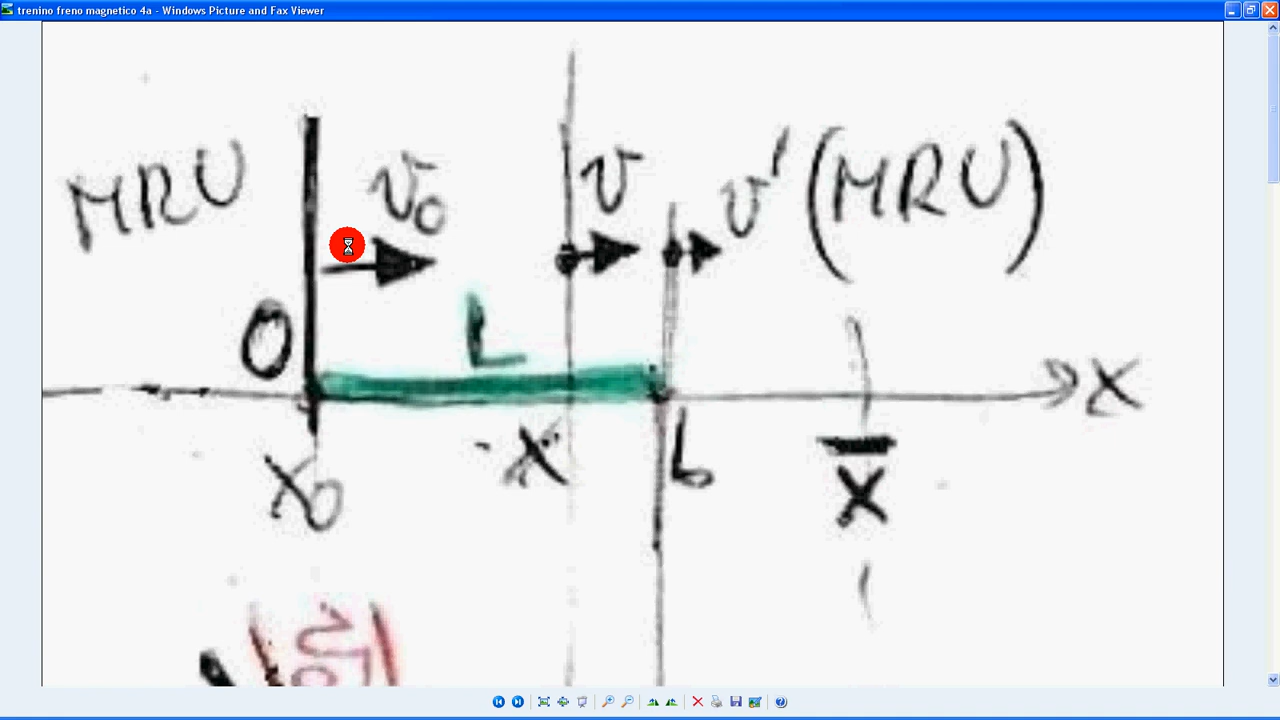 trenino freno magnetico 4a - Windows Picture and Fax Viewer
MRU v₀ v v' (MRU)
O L X
x₀ x b x̅